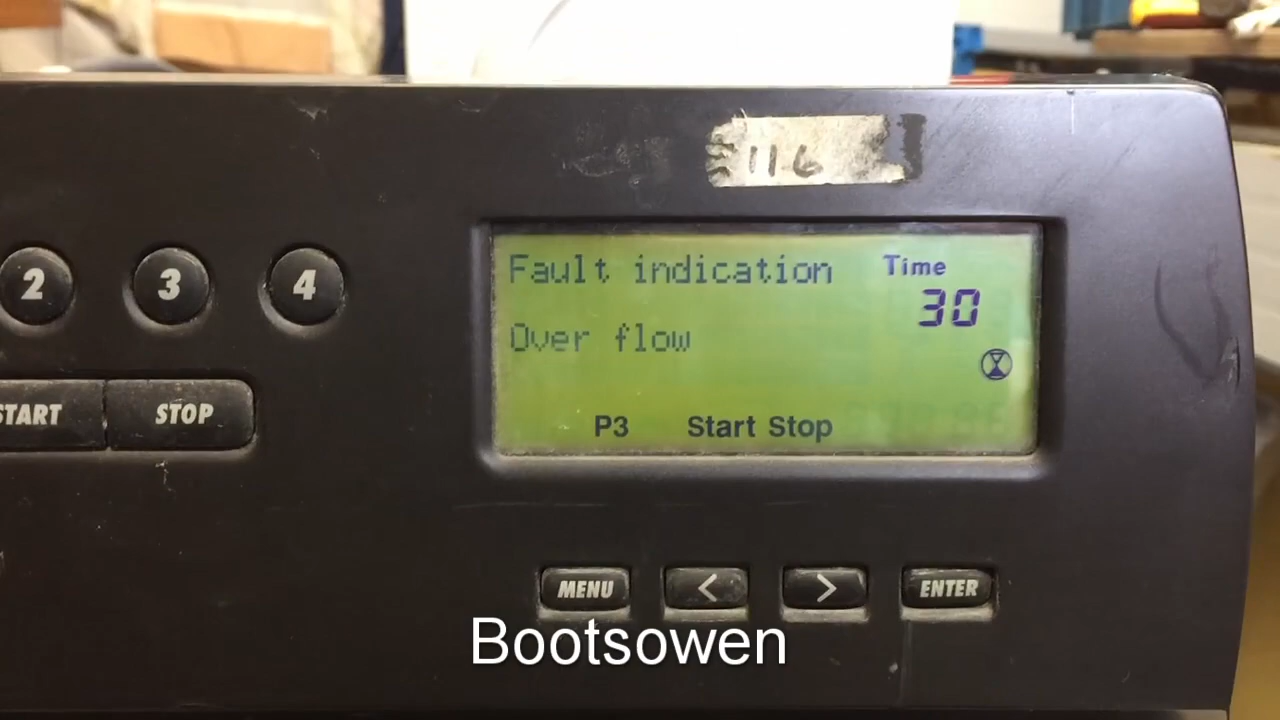 116
2 3 4
Fault indication Time
30
Over flow
START STOP
P3 Start Stop
MENU < > ENTER
Bootsowen